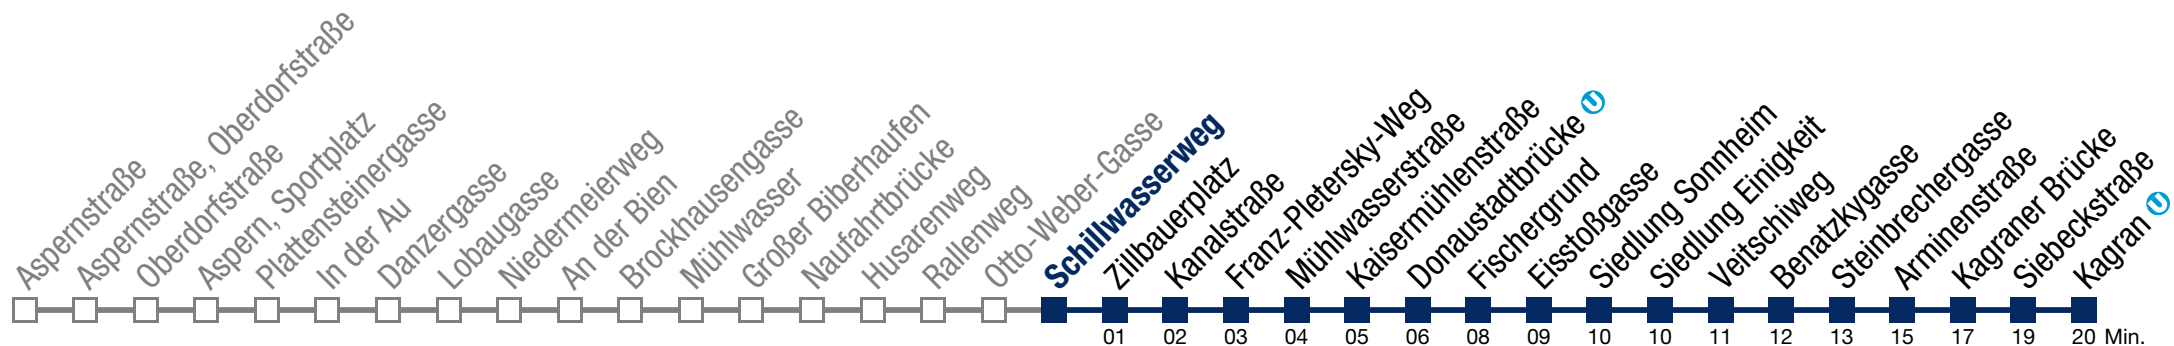 Aspernstraße
Aspernstraße, Oberdorfstraße
Oberdorfstraße
Aspern, Sportplatz
Plattensteinergasse
In der Au
Danzergasse
Lobaugasse
Niedermeierweg
An der Bien
Brockhausengasse
Mühlwasser
Großer Biberhaufen
Naufahrtbrücke
Husarenweg
Rallenweg
Otto-Weber-Gasse
Schillwasserweg
Zillbauerplatz
Kanalstraße
Franz-Pletersky-Weg
Mühlwasserstraße
Kaisermühlenstraße
Donaustadtbrücke U
Fischergrund
Eisstoßgasse
Siedlung Sonnheim
Siedlung Einigkeit
Veitschiweg
Benatzkygasse
Steinbrechergasse
Arminenstraße
Kagraner Brücke
Siebeckstraße
Kagran U
01 02 03 04 05 06 08 09 10 10 11 12 13 15 17 19 20 Min.